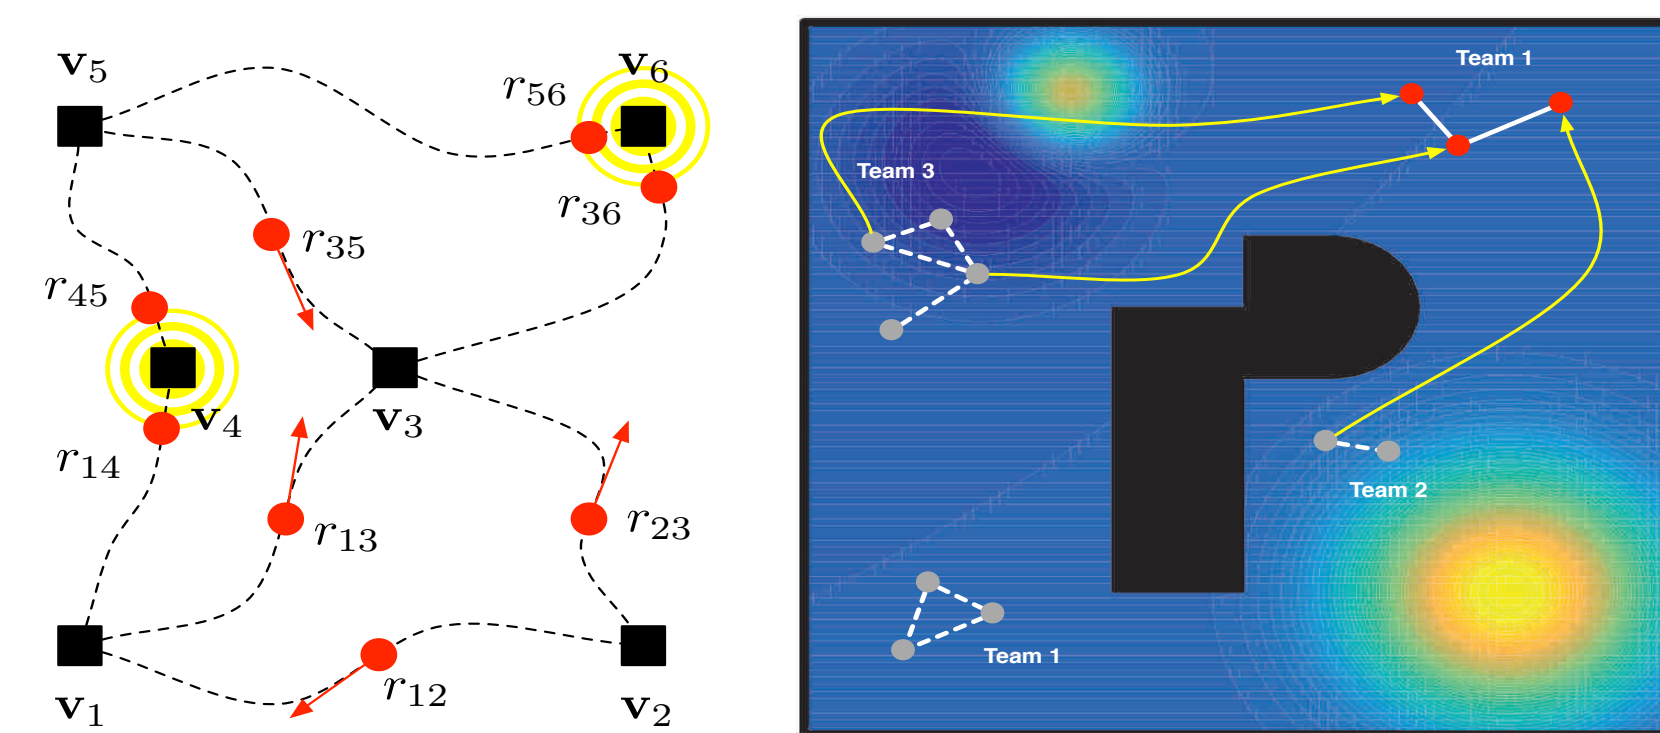 v5
v6
r56
r36
r35
r45
v4
v3
r14
r13
r23
r12
v1
v2
Team 1
Team 3
Team 2
Team 1